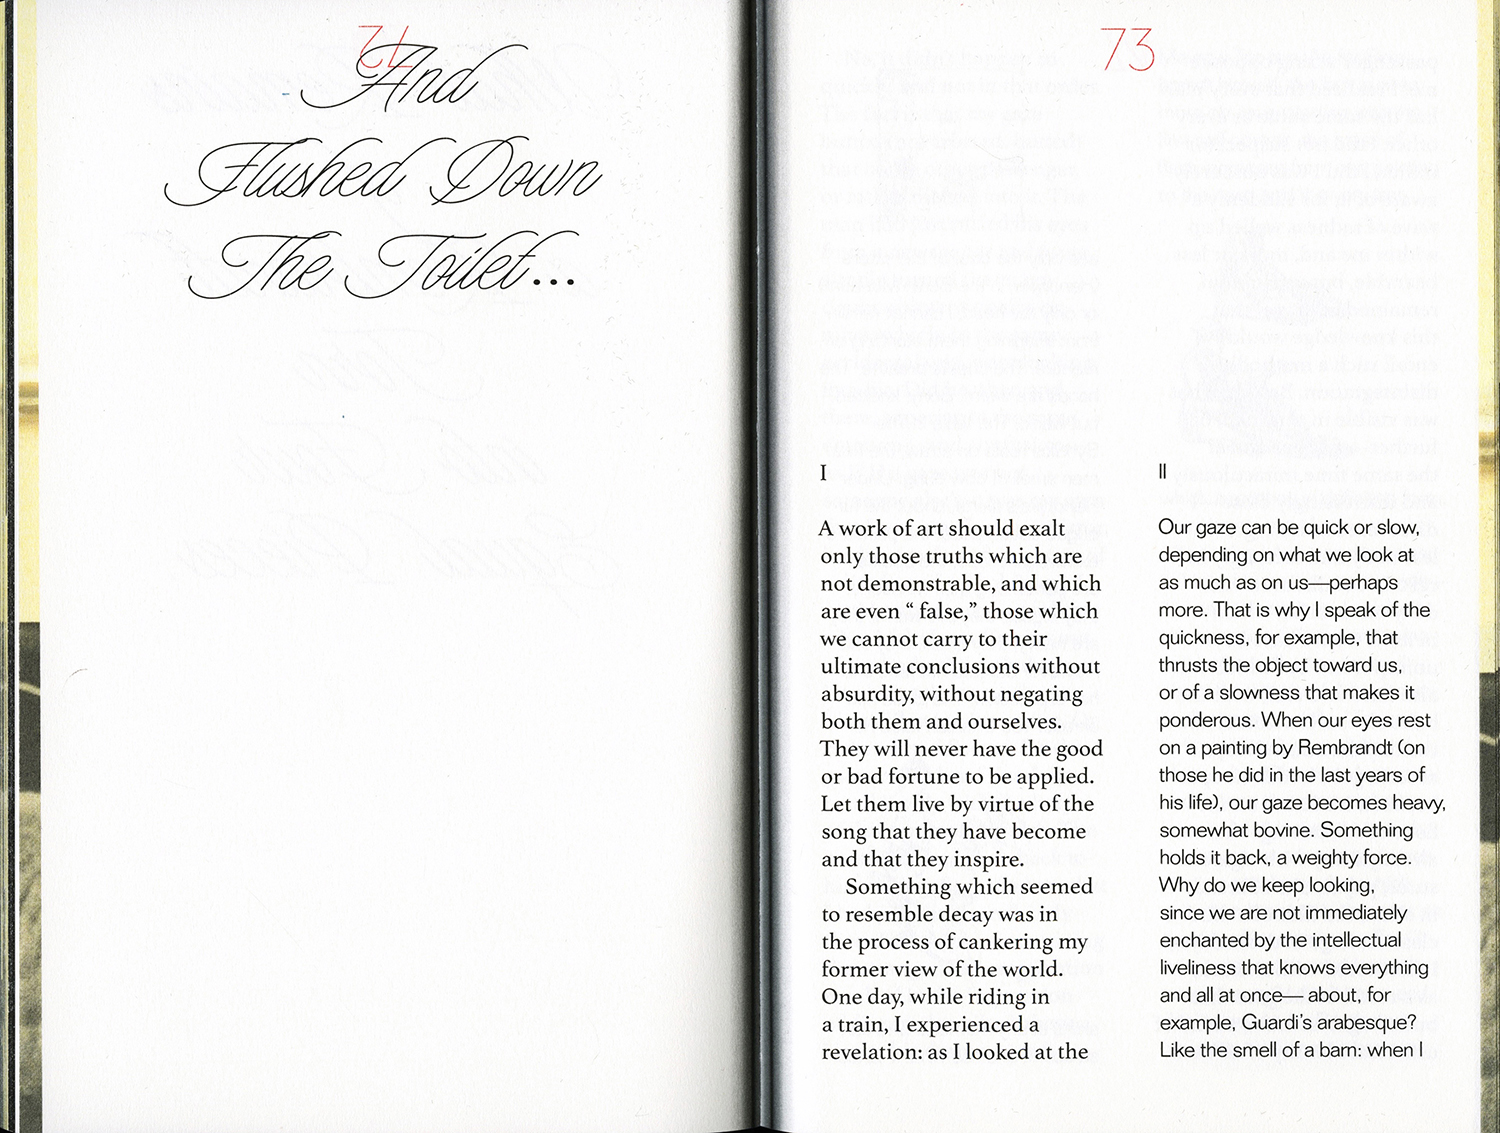 72
And
Flushed Down
The Toilet...
73
I
A work of art should exalt
only those truths which are
not demonstrable, and which
are even “ false,” those which
we cannot carry to their
ultimate conclusions without
absurdity, without negating
both them and ourselves.
They will never have the good
or bad fortune to be applied.
Let them live by virtue of the
song that they have become
and that they inspire.
Something which seemed
to resemble decay was in
the process of cankering my
former view of the world.
One day, while riding in
a train, I experienced a
revelation: as I looked at the
II
Our gaze can be quick or slow,
depending on what we look at
as much as on us—perhaps
more. That is why I speak of the
quickness, for example, that
thrusts the object toward us,
or of a slowness that makes it
ponderous. When our eyes rest
on a painting by Rembrandt (on
those he did in the last years of
his life), our gaze becomes heavy,
somewhat bovine. Something
holds it back, a weighty force.
Why do we keep looking,
since we are not immediately
enchanted by the intellectual
liveliness that knows everything
and all at once— about, for
example, Guardi's arabesque?
Like the smell of a barn: when I